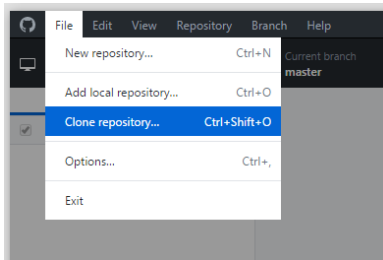 File Edit View Repository Branch Help
New repository... Ctrl+N
Current branch
master
Add local repository... Ctrl+O
Clone repository... Ctrl+Shift+O
Options... Ctrl+,
Exit